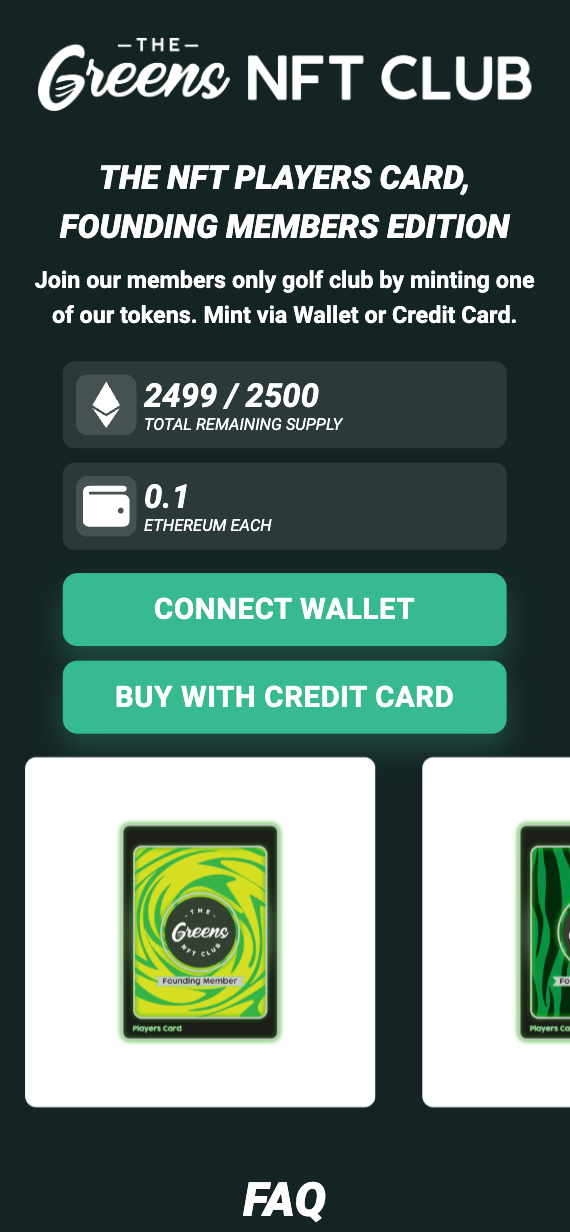 THE
Greens NFT CLUB
THE NFT PLAYERS CARD,
FOUNDING MEMBERS EDITION
Join our members only golf club by minting one
of our tokens. Mint via Wallet or Credit Card.
2499 / 2500
TOTAL REMAINING SUPPLY
0.1
ETHEREUM EACH
CONNECT WALLET
BUY WITH CREDIT CARD
THE
Greens
NFT CLUB
Founding Member
Players Card
Fo
Players Ca
FAQ